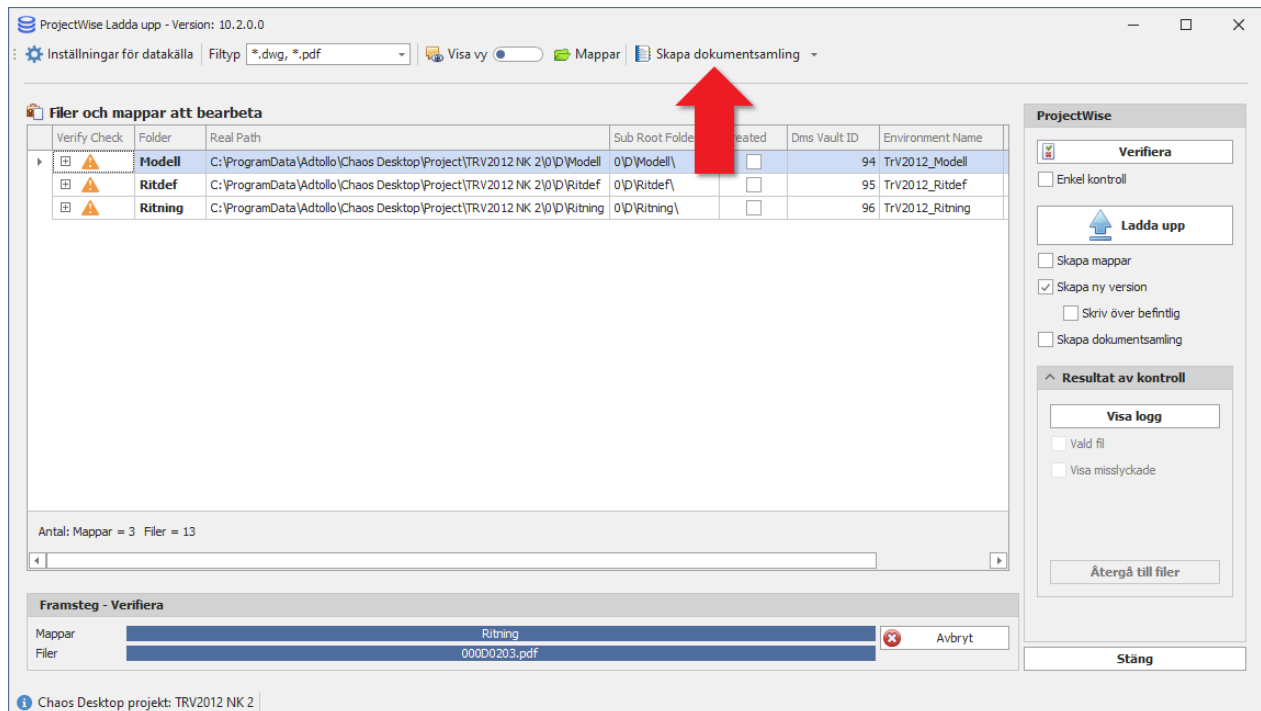 ProjectWise Ladda upp - Version: 10.2.0.0
Inställningar för datakälla Filtyp *.dwg, *.pdf Visa vy Mappar Skapa dokumentsamling
Filer och mappar att bearbeta
Verify Check Folder Real Path Sub Root Folde eated Dms Vault ID Environment Name
Modell C:\ProgramData\Adtollo\Chaos Desktop\Project\TRV2012 NK 2\0\D\Modell 0\D\Modell\ 94 TrV2012_Modell
Ritdef C:\ProgramData\Adtollo\Chaos Desktop\Project\TRV2012 NK 2\0\D\Ritdef 0\D\Ritdef\ 95 TrV2012_Ritdef
Ritning C:\ProgramData\Adtollo\Chaos Desktop\Project\TRV2012 NK 2\0\D\Ritning 0\D\Ritning\ 96 TrV2012_Ritning
Antal: Mappar = 3 Filer = 13
Framsteg - Verifiera
Mappar Ritning
Filer 000D0203.pdf
Avbryt
ProjectWise
Verifiera
Enkel kontroll
Ladda upp
Skapa mappar
Skapa ny version
Skriv över befintlig
Skapa dokumentsamling
Resultat av kontroll
Visa logg
Vald fil
Visa misslyckade
Återgå till filer
Stäng
Chaos Desktop projekt: TRV2012 NK 2